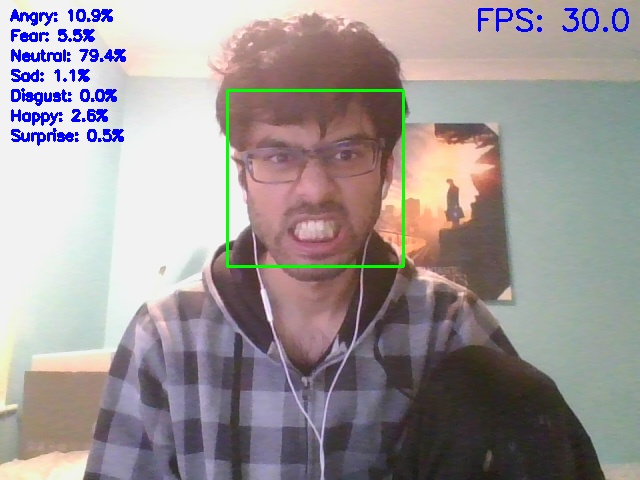 Angry: 10.9%
Fear: 5.5%
Neutral: 79.4%
Sad: 1.1%
Disgust: 0.0%
Happy: 2.6%
Surprise: 0.5%
FPS: 30.0